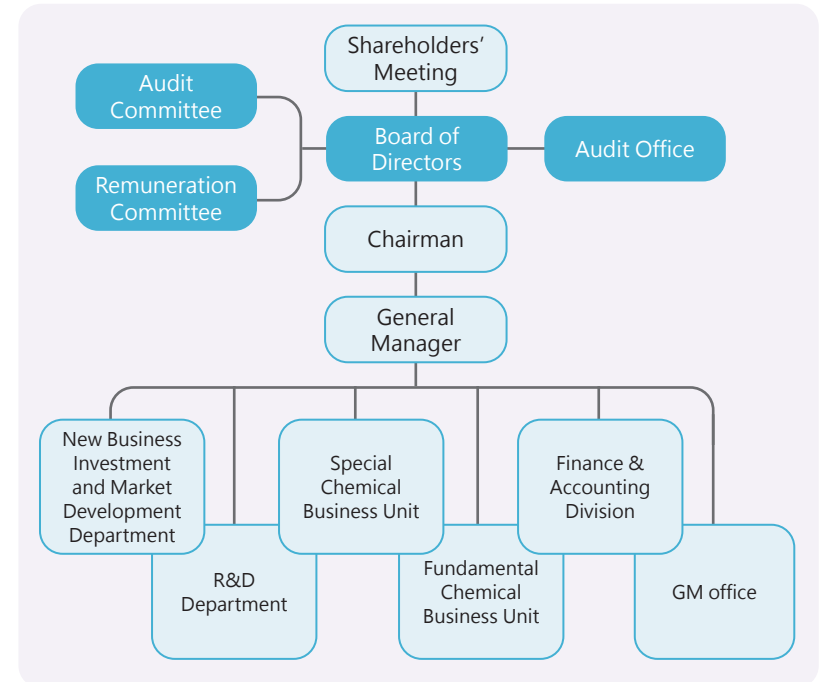 Shareholders’
Meeting
Audit
Committee
Board of
Directors
Audit Office
Remuneration
Committee
Chairman
General
Manager
New Business
Investment
and Market
Development
Department
Special
Chemical
Business Unit
Finance &
Accounting
Division
R&D
Department
Fundamental
Chemical
Business Unit
GM office